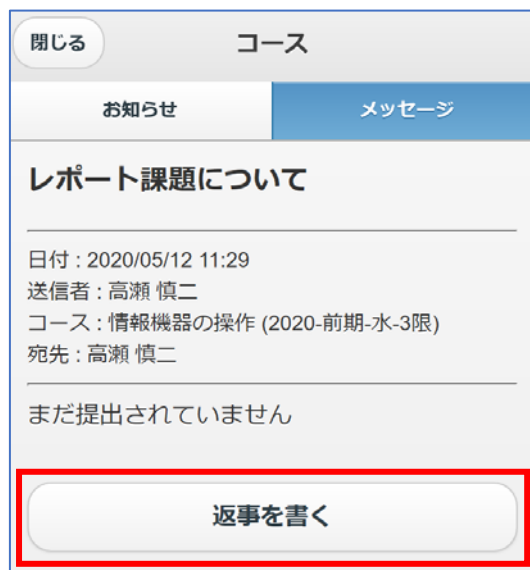 閉じる
コース
お知らせ
メッセージ
レポート課題について
日付 : 2020/05/12 11:29
送信者 : 高瀬 慎二
コース : 情報機器の操作 (2020-前期-水-3限)
宛先 : 高瀬 慎二
まだ提出されていません
返事を書く